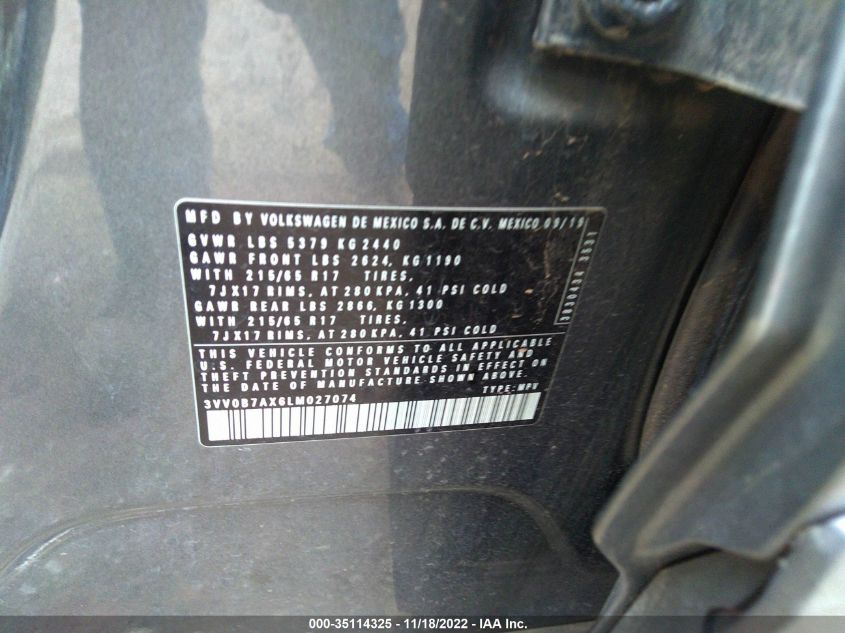 MFD BY VOLKSWAGEN DE MEXICO S.A. DE C.V. MEXICO 09/19
GVWR LBS 5379 KG 2440
GAWR FRONT LBS 2624, KG 1190
WITH 215/65 R17 TIRES,
7JX17 RIMS, AT 280 KPA, 41 PSI COLD
GAWR REAR LBS 2866, KG 1300
WITH 215/65 R17 TIRES,
7JX17 RIMS, AT 280 KPA, 41 PSI COLD
THIS VEHICLE CONFORMS TO ALL APPLICABLE
U.S. FEDERAL MOTOR VEHICLE SAFETY AND
THEFT PREVENTION STANDARDS IN EFFECT ON
THE DATE OF MANUFACTURE SHOWN ABOVE.
3VV0B7AX6LM027074 TYPE: MPV
000-35114325 - 11/18/2022 - IAA Inc.